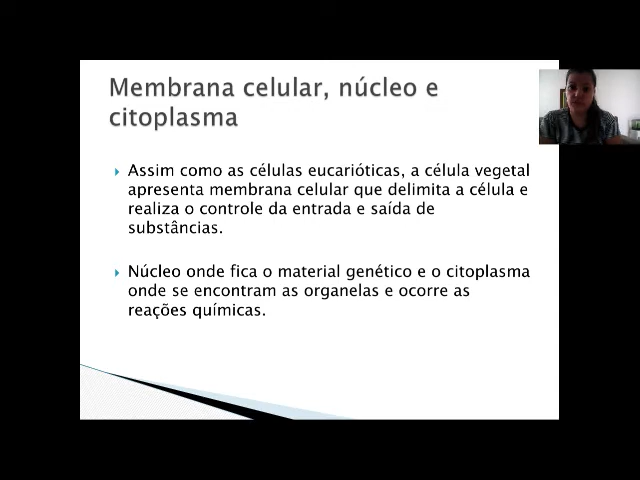 Membrana celular, núcleo e
citoplasma
Assim como as células eucarióticas, a célula vegetal
apresenta membrana celular que delimita a célula e
realiza o controle da entrada e saída de
substâncias.
Núcleo onde fica o material genético e o citoplasma
onde se encontram as organelas e ocorre as
reações químicas.